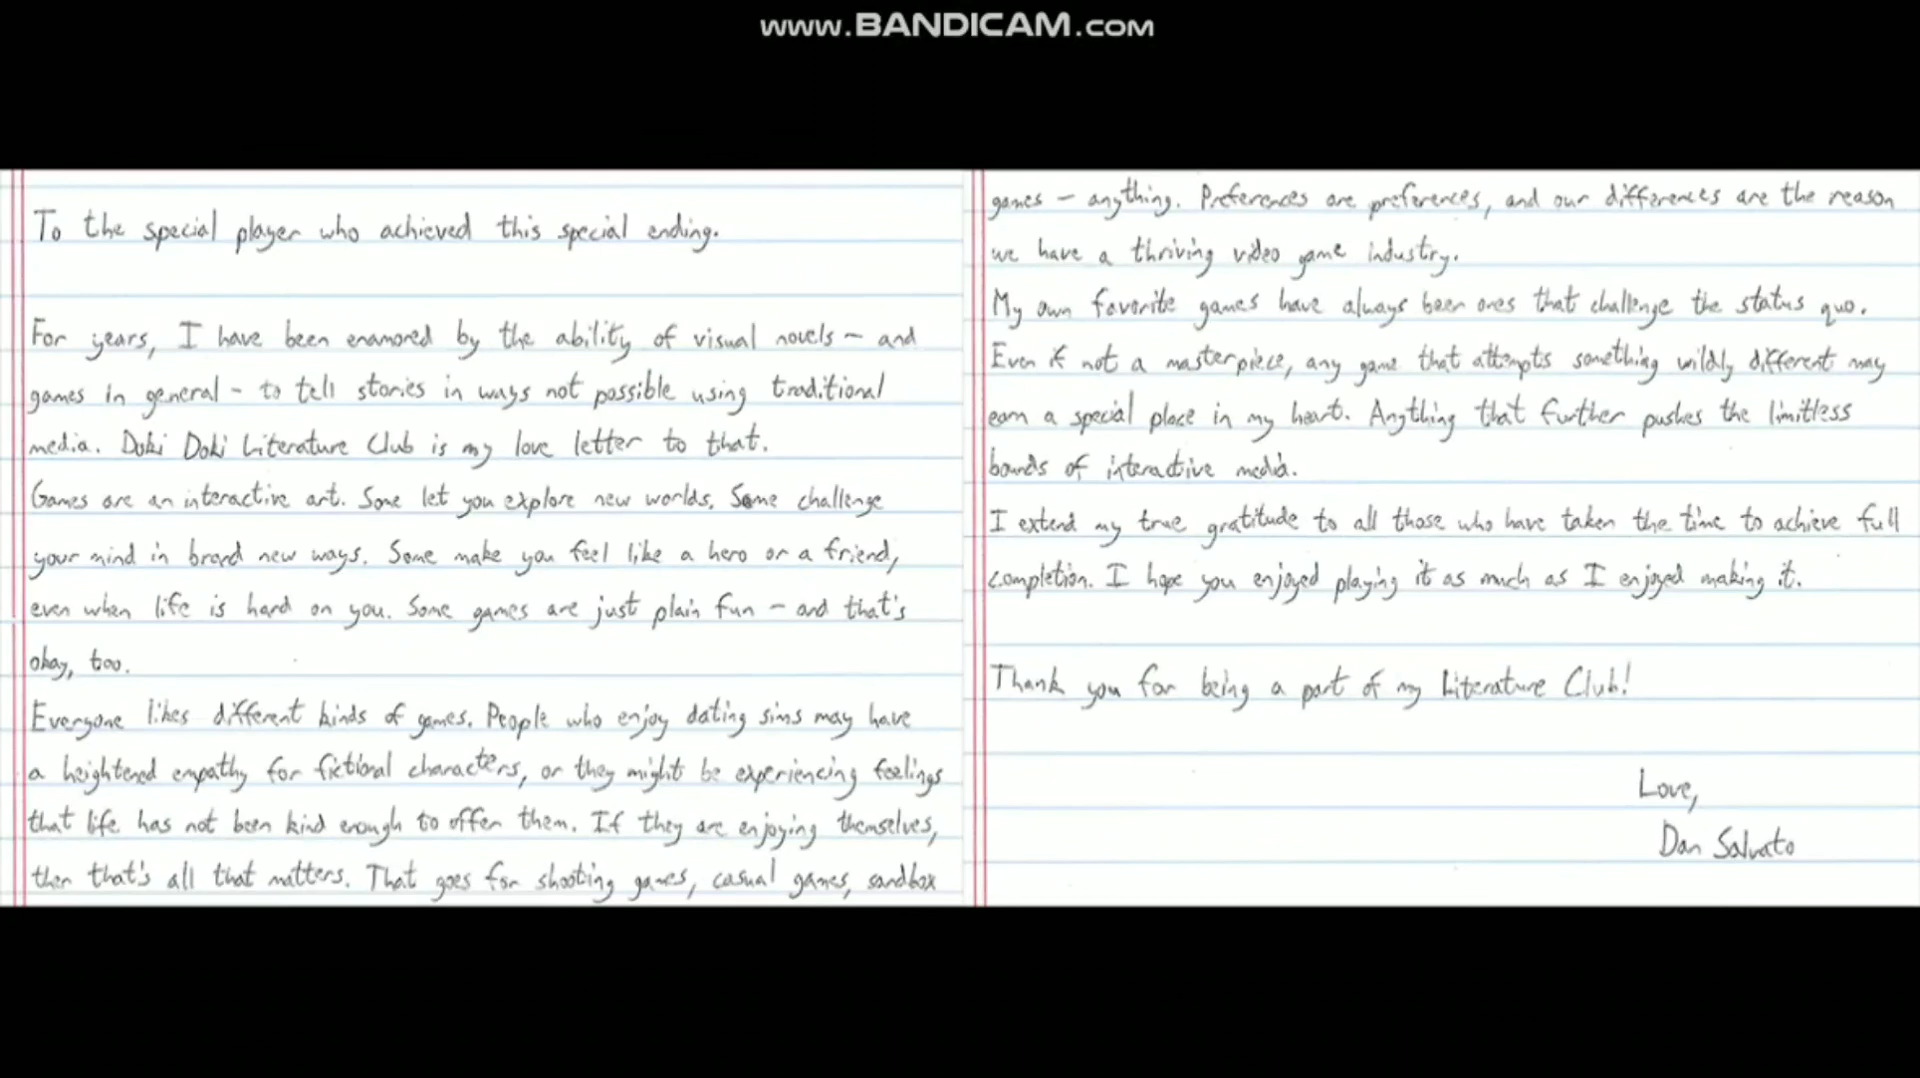 www.BANDICAM.com
To the special player who achieved this special ending.
For years, I have been enamored by the ability of visual novels – and
games in general – to tell stories in ways not possible using traditional
media. Doki Doki Literature Club is my love letter to that.
Games are an interactive art. Some let you explore new worlds. Some challenge
your mind in brand new ways. Some make you feel like a hero or a friend,
even when life is hard on you. Some games are just plain fun – and that's
okay, too.
Everyone likes different kinds of games. People who enjoy dating sims may have
a heightened empathy for fictional characters, or they might be experiencing feelings
that life has not been kind enough to offer them. If they are enjoying themselves,
then that's all that matters. That goes for shooting games, casual games, sandbox
games – anything. Preferences are preferences, and our differences are the reason
we have a thriving video game industry.
My own favorite games have always been ones that challenge the status quo.
Even if not a masterpiece, any game that attempts something wildly different may
earn a special place in my heart. Anything that further pushes the limitless
bounds of interactive media.
I extend my true gratitude to all those who have taken the time to achieve full
completion. I hope you enjoyed playing it as much as I enjoyed making it.
Thank you for being a part of my Literature Club!
Love,
Dan Salvato